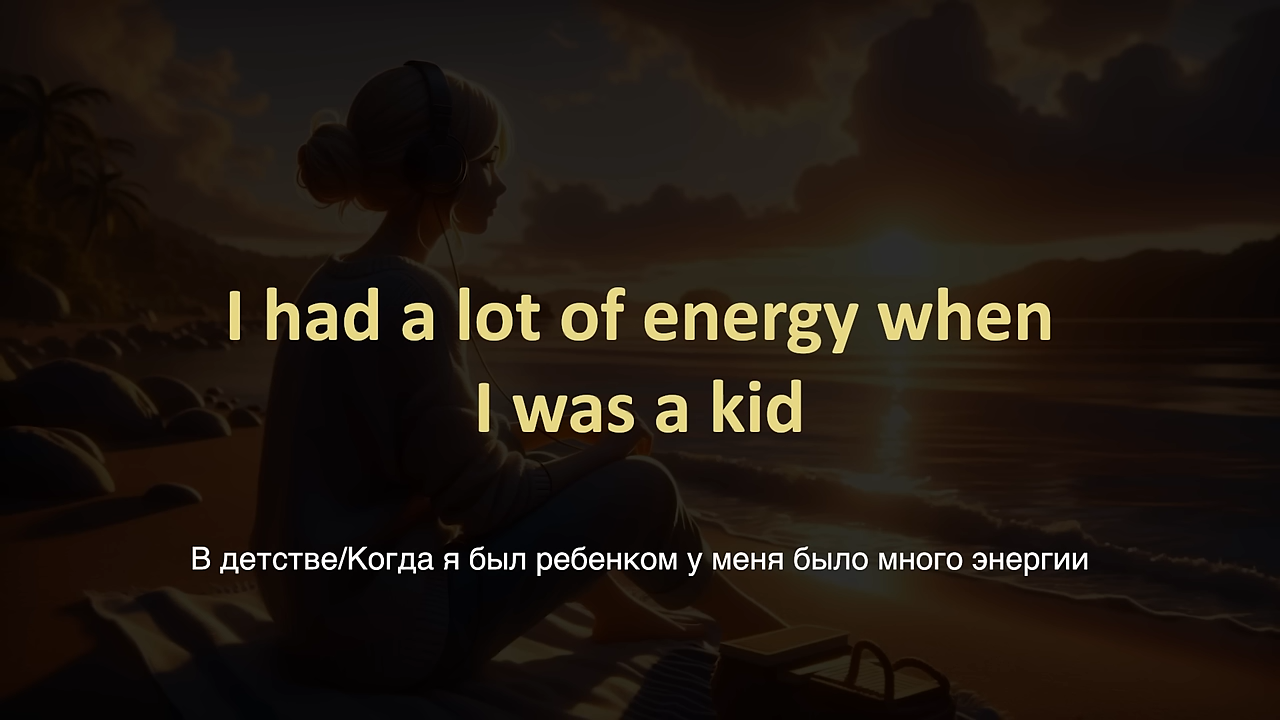 I had a lot of energy when
I was a kid
В детстве/Когда я был ребенком у меня было много энергии